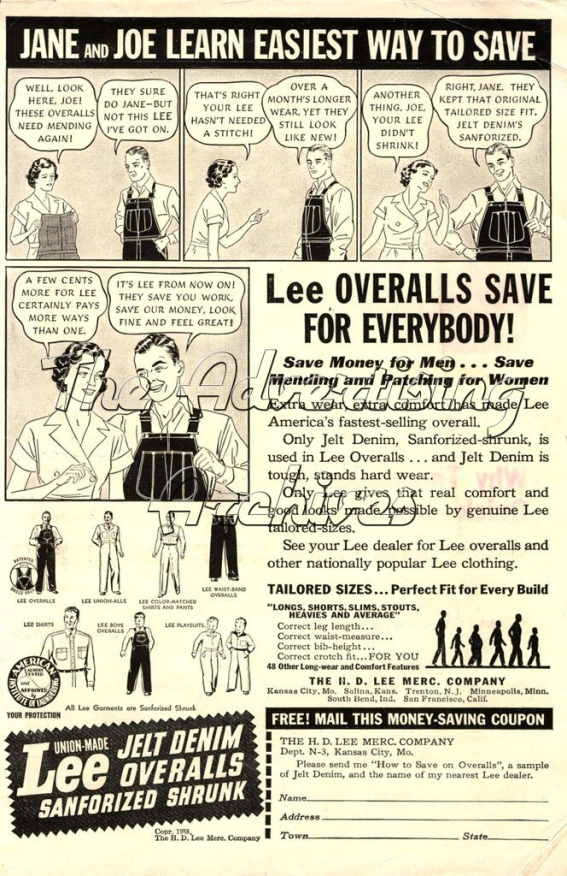 JANE AND JOE LEARN EASIEST WAY TO SAVE
WELL, LOOK
HERE, JOE!
THESE OVERALLS
NEED MENDING
AGAIN!
THEY SURE
DO JANE—BUT
NOT THIS LEE
I'VE GOT ON.
THAT'S RIGHT
YOUR LEE
HASN'T NEEDED
A STITCH!
OVER A
MONTH'S LONGER
WEAR, YET THEY
STILL LOOK
LIKE NEW!
ANOTHER
THING, JOE,
YOUR LEE
DIDN'T
SHRINK!
RIGHT, JANE. THEY
KEPT THAT ORIGINAL
TAILORED SIZE FIT.
JELT DENIM'S
SANFORIZED.
A FEW CENTS
MORE FOR LEE
CERTAINLY PAYS
MORE WAYS
THAN ONE.
IT'S LEE FROM NOW ON!
THEY SAVE YOU WORK,
SAVE OUR MONEY, LOOK
FINE AND FEEL GREAT!
Lee OVERALLS SAVE
FOR EVERYBODY!
Save Money for Men . . . Save
Mending and Patching for Women
Extra wear, extra comfort has made Lee
America's fastest-selling overall.
Only Jelt Denim, Sanforized-shrunk, is
used in Lee Overalls . . . and Jelt Denim is
tough, stands hard wear.
Only Lee gives that real comfort and
good looks made possible by genuine Lee
tailored-sizes.
See your Lee dealer for Lee overalls and
other nationally popular Lee clothing.
The Advertising
Archives
PATENTED
SHIELD BACK
LEE OVERALLS
LEE UNION-ALLS
LEE COLOR-MATCHED
SHIRTS AND PANTS
LEE WAIST-BAND
OVERALLS
LEE SHIRTS
LEE BOYS
OVERALLS
LEE PLAYSUITS
AMERICAN
INSTITUTE OF LAUNDERING
LAUNDRY
TESTED
and
APPROVED
YOUR PROTECTION
All Lee Garments are Sanforized Shrunk
TAILORED SIZES... Perfect Fit for Every Build
"LONGS, SHORTS, SLIMS, STOUTS,
HEAVIES AND AVERAGE"
Correct leg length...
Correct waist-measure...
Correct bib-height...
Correct crotch fit...FOR YOU
48 Other Long-wear and Comfort Features
THE H. D. LEE MERC. COMPANY
Kansas City, Mo. Salina, Kans. Trenton, N. J. Minneapolis, Minn.
South Bend, Ind. San Francisco, Calif.
UNION-MADE
Lee JELT DENIM
OVERALLS
SANFORIZED SHRUNK
Copr. 1938,
The H. D. Lee Merc. Company
FREE! MAIL THIS MONEY-SAVING COUPON
THE H. D. LEE MERC. COMPANY
Dept. N-3, Kansas City, Mo.
Please send me "How to Save on Overalls", a sample
of Jelt Denim, and the name of my nearest Lee dealer.
Name
Address
Town State